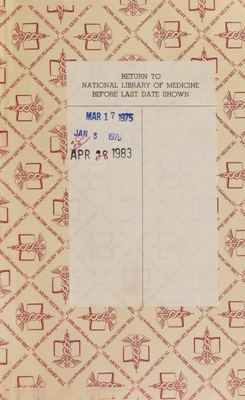 RETURN TO
NATIONAL LIBRARY OF MEDICINE
BEFORE LAST DATE SHOWN
MAR 17 1975
JAN 5 1976
APR 28 1983